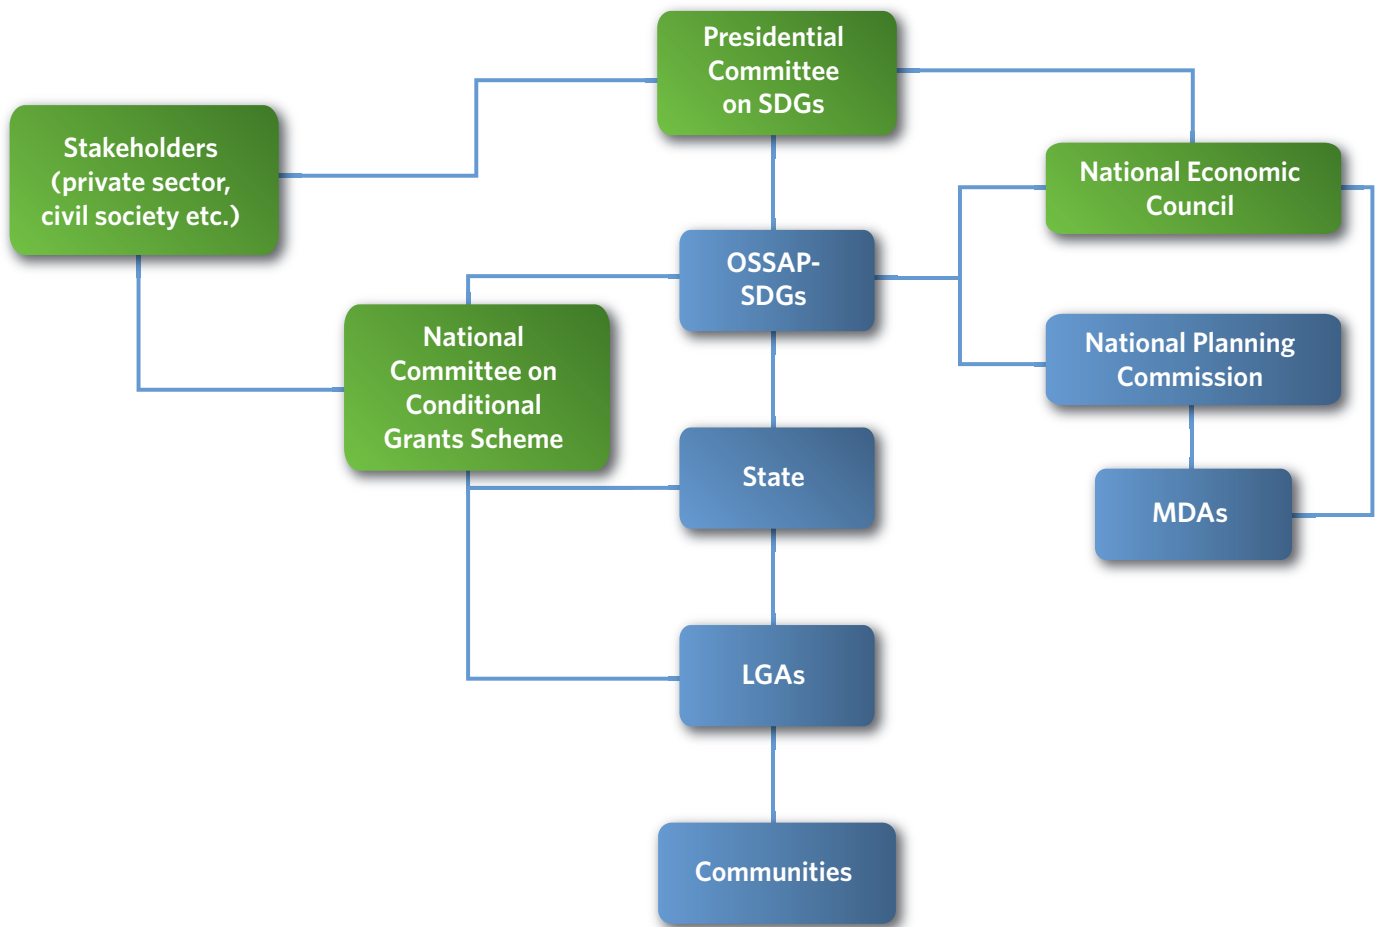 Presidential
Committee
on SDGs
Stakeholders
(private sector,
civil society etc.)
National Economic
Council
OSSAP-
SDGs
National
Committee on
Conditional
Grants Scheme
National Planning
Commission
State
MDAs
LGAs
Communities